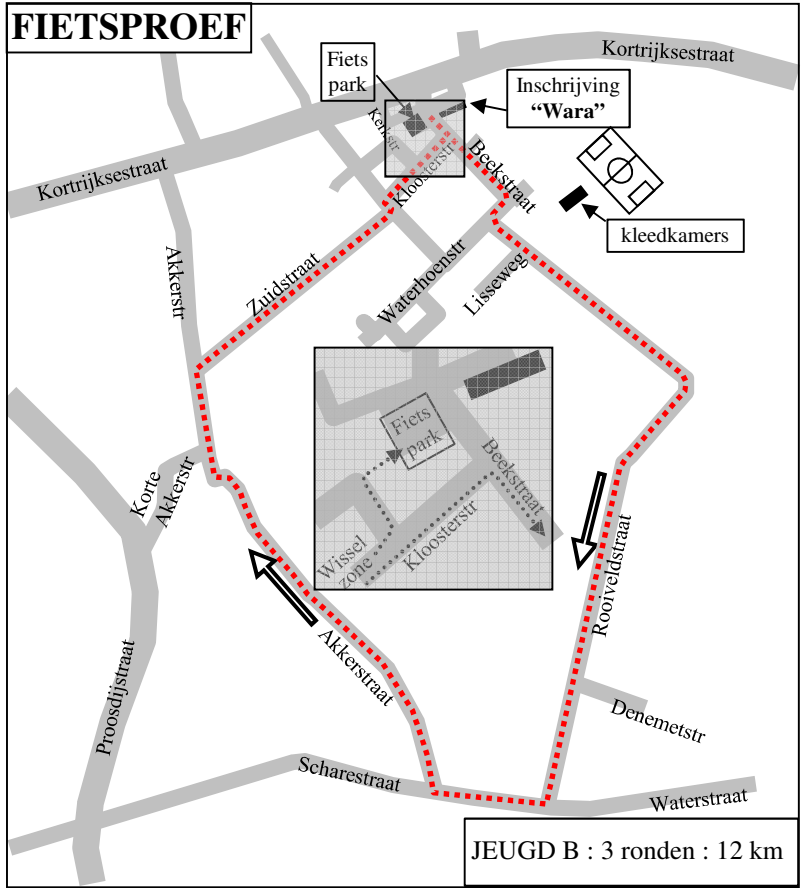 FIETSPROEF
Kortrijksestraat
Fiets
park
Inschrijving
“Wara”
Kerkstr
Kloosterstr
Beekstraat
Kortrijksestraat
kleedkamers
Akkerstr
Zuidstraat
Waterhoenstr
Lisseweg
Fiets
park
Beekstraat
Wissel
zone
Kloosterstr
Korte
Akkerstr
Rooiveldstraat
Akkerstraat
Proosdijstraat
Denemetstr
Scharestraat
Waterstraat
JEUGD B : 3 ronden : 12 km